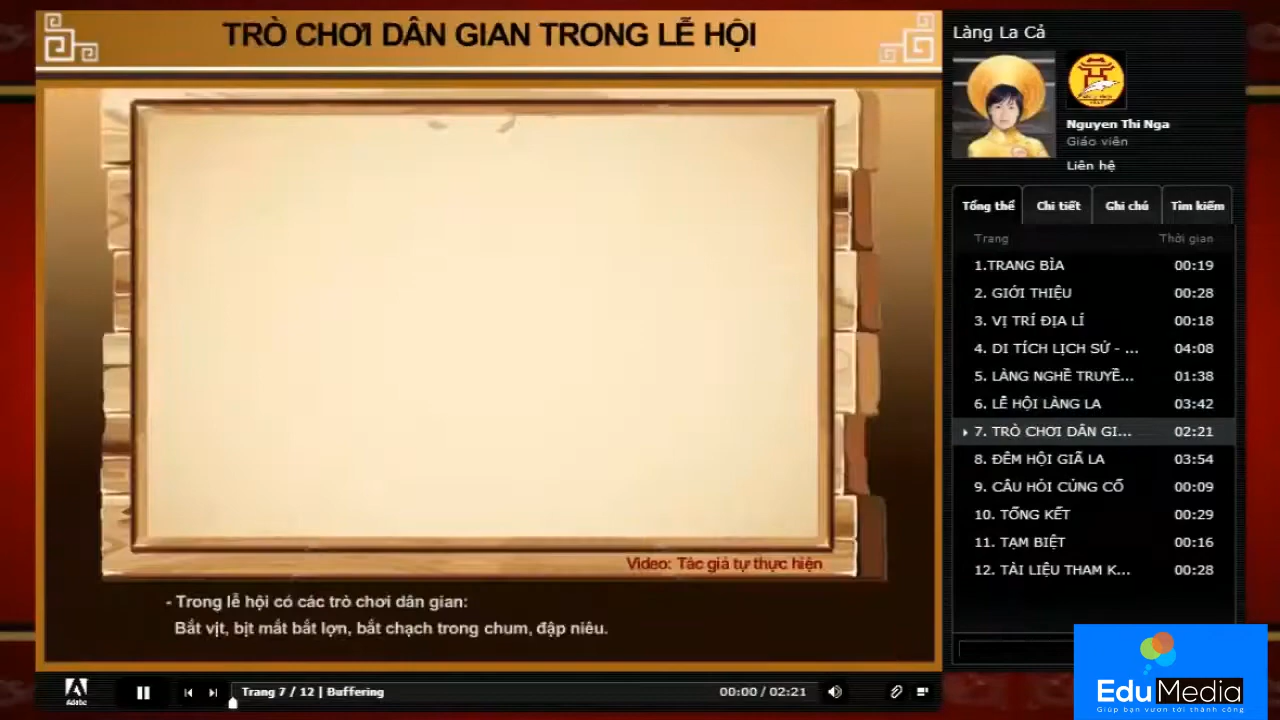 TRÒ CHƠI DÂN GIAN TRONG LỄ HỘI
Video: Tác giả tự thực hiện
- Trong lễ hội có các trò chơi dân gian:
Bắt vịt, bịt mắt bắt lợn, bắt chạch trong chum, đập niêu.
Adobe
Trang 7 / 12 | Buffering
00:00 / 02:21
Làng La Cả
Nguyen Thi Nga
Giáo viên
Liên hệ
Tổng thể Chi tiết Ghi chú Tìm kiếm
Trang Thời gian
1.TRANG BÌA 00:19
2. GIỚI THIỆU 00:28
3. VỊ TRÍ ĐỊA LÍ 00:18
4. DI TÍCH LỊCH SỬ - ... 04:08
5. LÀNG NGHỀ TRUYỀ... 01:38
6. LỄ HỘI LÀNG LA 03:42
7. TRÒ CHƠI DÂN GI... 02:21
8. ĐÊM HỘI GIÃ LA 03:54
9. CÂU HỎI CỦNG CỐ 00:09
10. TỔNG KẾT 00:29
11. TẠM BIỆT 00:16
12. TÀI LIỆU THAM K... 00:28
EduMedia
Giúp bạn vươn tới thành công